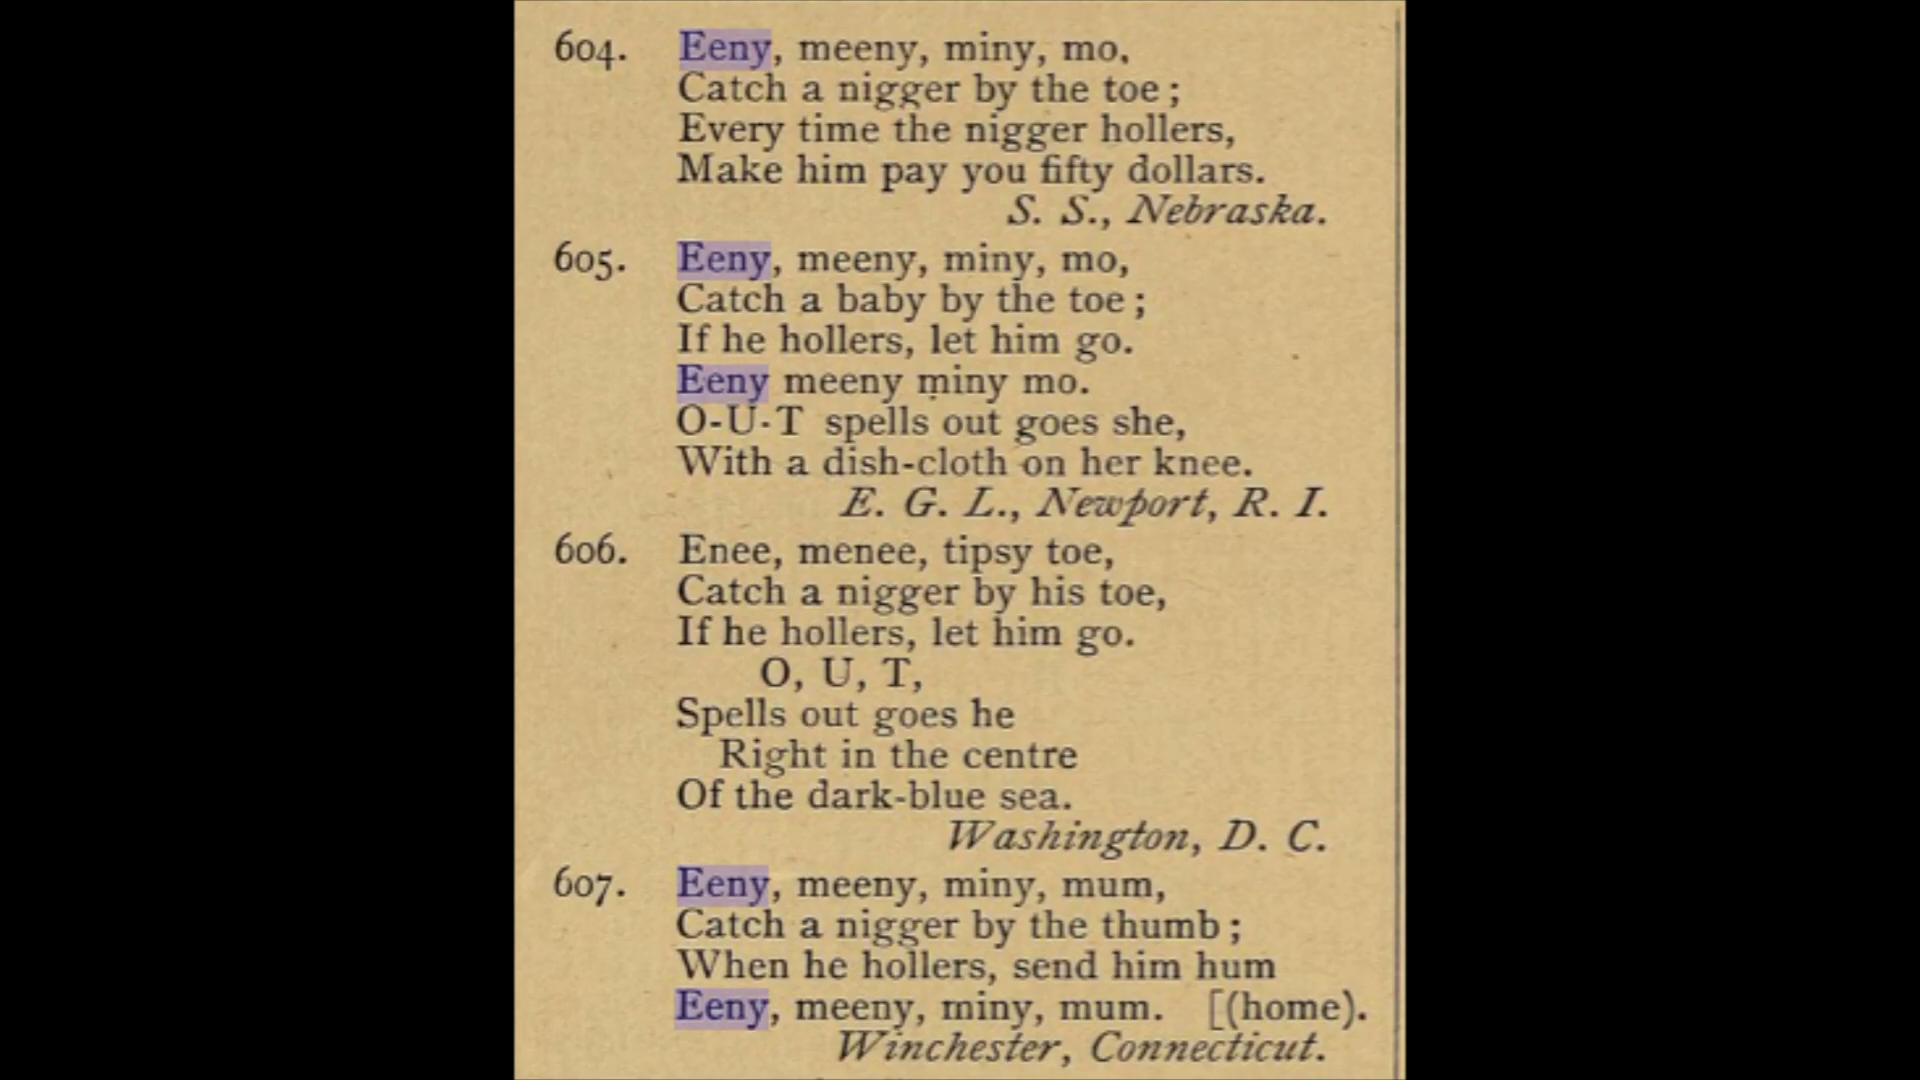 604. Eeny, meeny, miny, mo.
Catch a nigger by the toe;
Every time the nigger hollers,
Make him pay you fifty dollars.
S. S., Nebraska.
605. Eeny, meeny, miny, mo,
Catch a baby by the toe;
If he hollers, let him go.
Eeny meeny miny mo.
O-U-T spells out goes she,
With a dish-cloth on her knee.
E. G. L., Newport, R. I.
606. Enee, menee, tipsy toe,
Catch a nigger by his toe,
If he hollers, let him go.
O, U, T,
Spells out goes he
Right in the centre
Of the dark-blue sea.
Washington, D. C.
607. Eeny, meeny, miny, mum,
Catch a nigger by the thumb;
When he hollers, send him hum
Eeny, meeny, miny, mum. [(home).
Winchester, Connecticut.